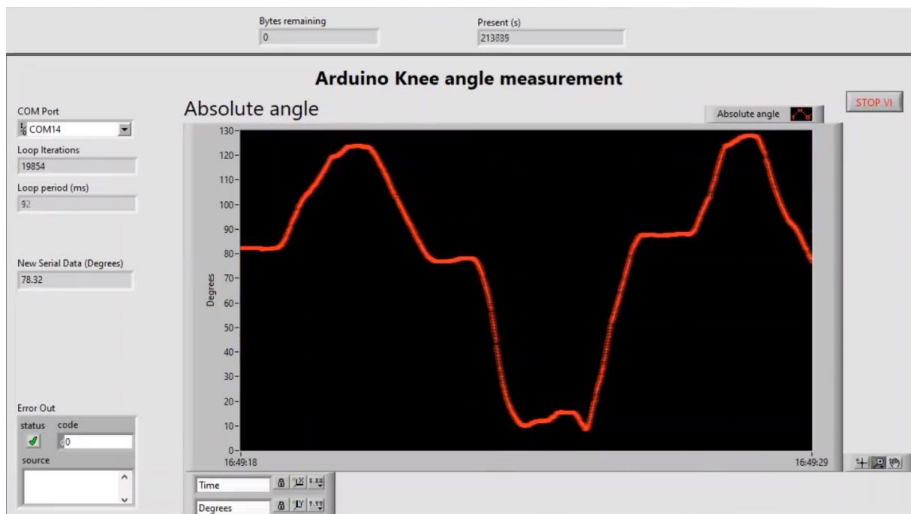 Bytes remaining
0
Present (s)
213885
Arduino Knee angle measurement
STOP VI
COM Port
COM14
Loop Iterations
19854
Loop period (ms)
92
New Serial Data (Degrees)
78.32
Error Out
status code
0
source
Absolute angle
Absolute angle
Degrees
130
120
110
100
90
80
70
60
50
40
30
20
10
0
16:49:18
16:49:29
Time
Degrees